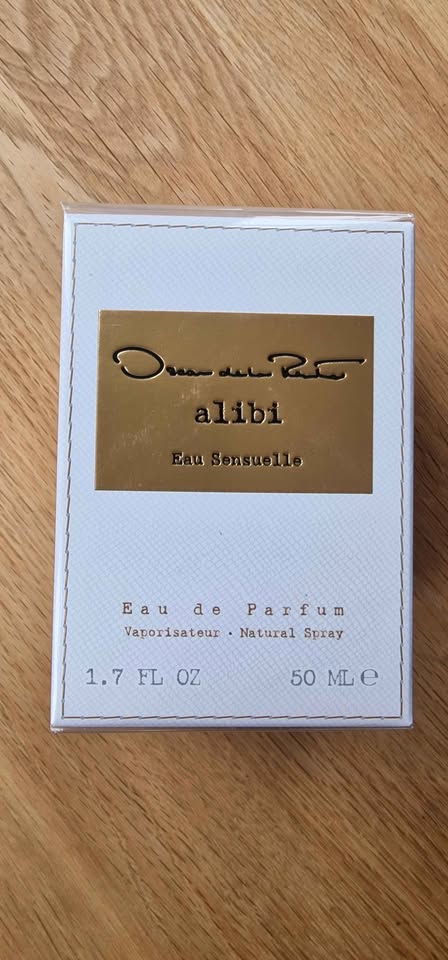 Oscar de la Renta
alibi
Eau Sensuelle
Eau de Parfum
Vaporisateur · Natural Spray
1.7 FL OZ 50 ML ℮